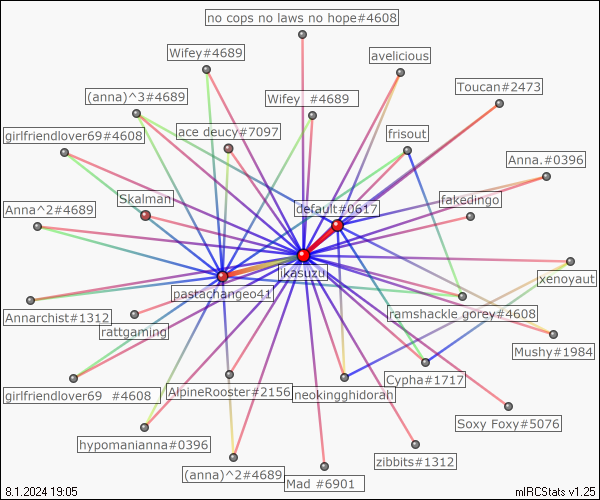 no cops no laws no hope#4608
Wifey#4689
avelicious
Toucan#2473
(anna)^3#4689
Wifey #4689
girlfriendlover69#4608
ace deucy#7097
frisout
Anna.#0396
Skalman
fakedingo
Anna^2#4689
default#0617
ikasuzu
xenoyaut
pastachangeo41
Annarchist#1312
rattgaming
ramshackle gorey#4608
Mushy#1984
Cypha#1717
girlfriendlover69 #4608
AlpineRooster#2156
neokingghidorah
Soxy Foxy#5076
hypomanianna#0396
zibbits#1312
(anna)^2#4689
Mad #6901
8.1.2024 19:05
mIRCStats v1.25